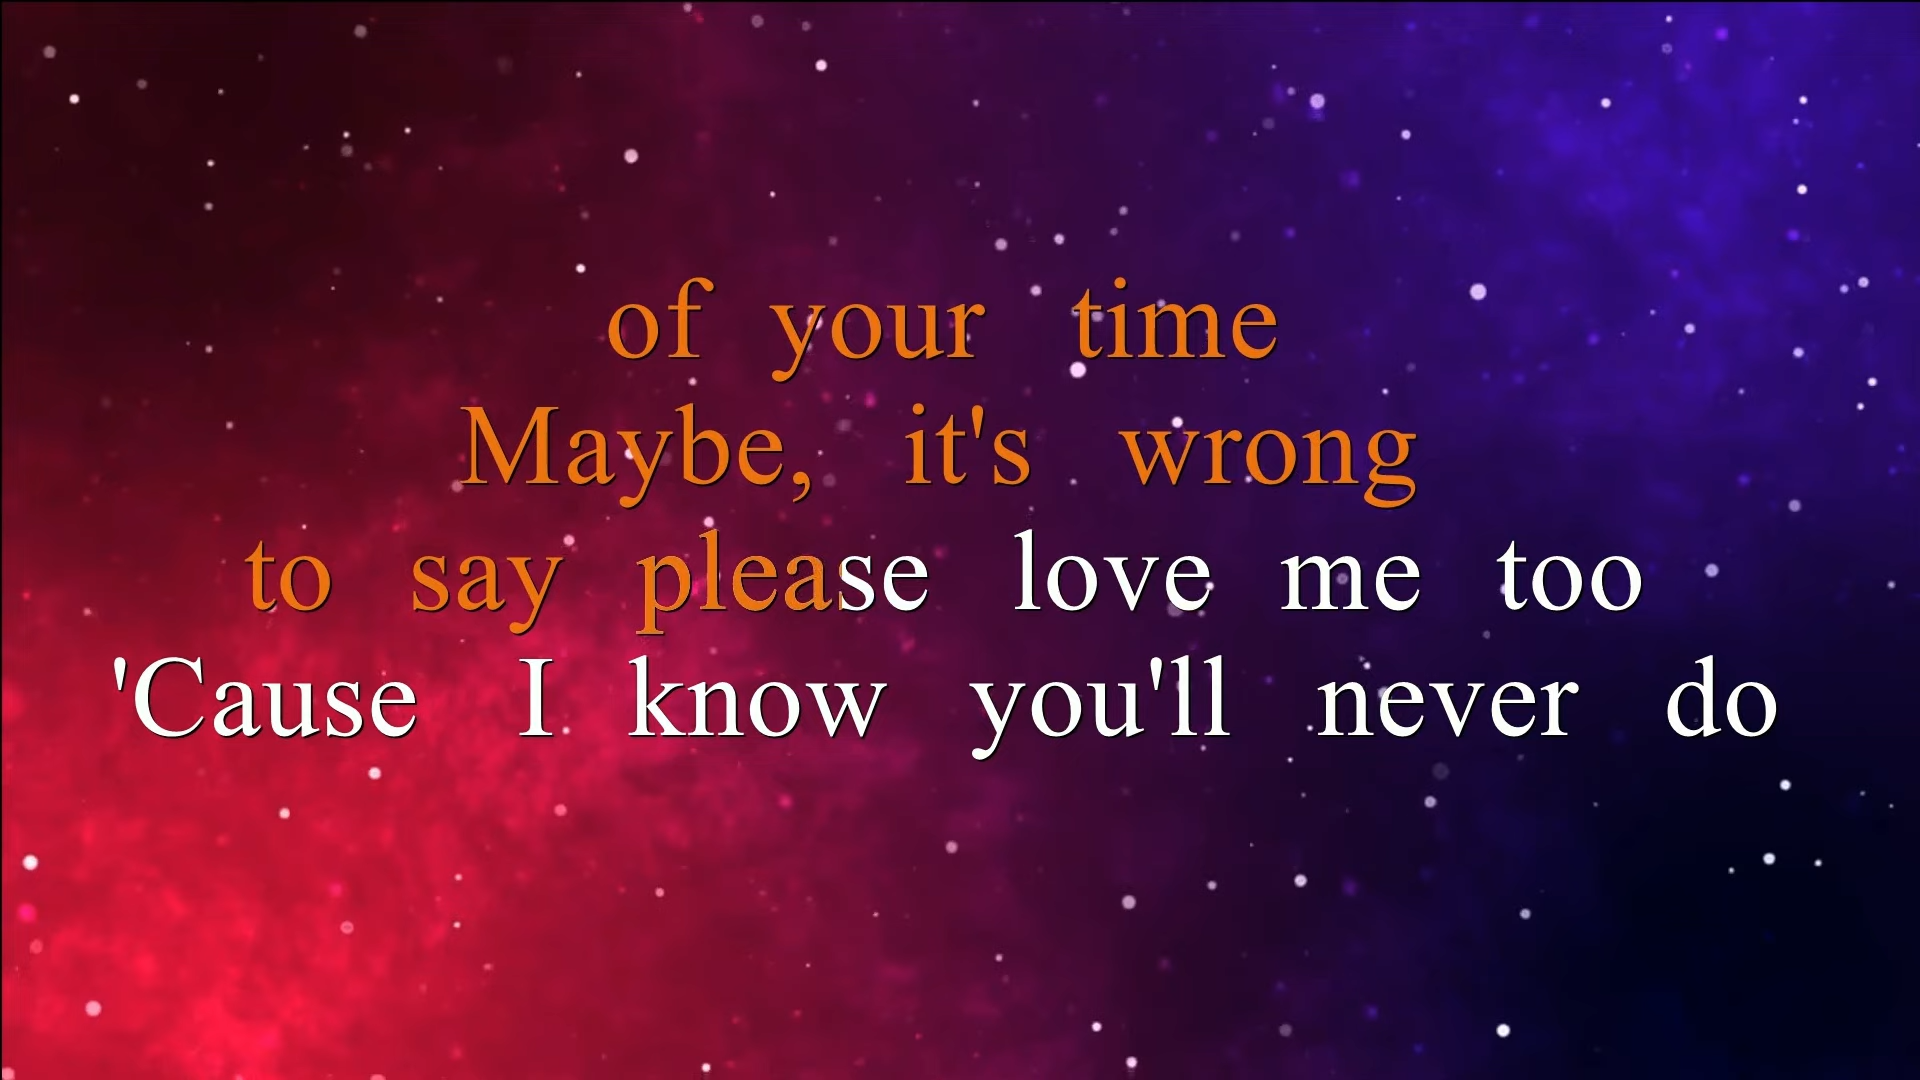 of your time
Maybe, it's wrong
to say please love me too
'Cause I know you'll never do